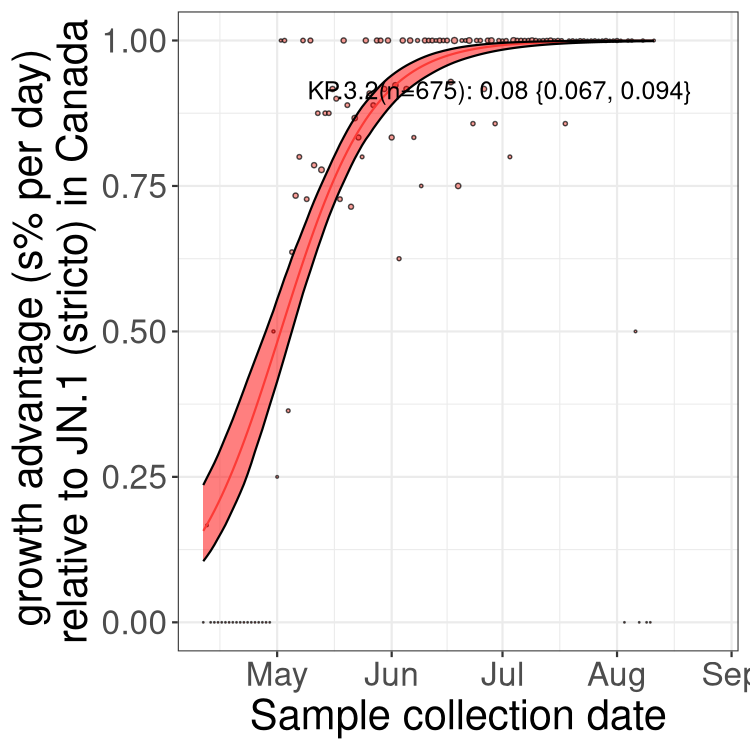 growth advantage (s% per day)
relative to JN.1 (stricto) in Canada
1.00
0.75
0.50
0.25
0.00
KP.3.2(n=675): 0.08 {0.067, 0.094}
May Jun Jul Aug Sep
Sample collection date